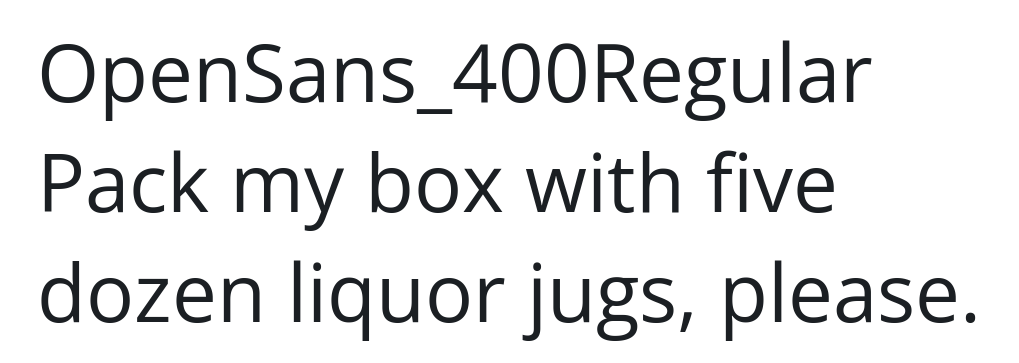 OpenSans_400Regular
Pack my box with five
dozen liquor jugs, please.